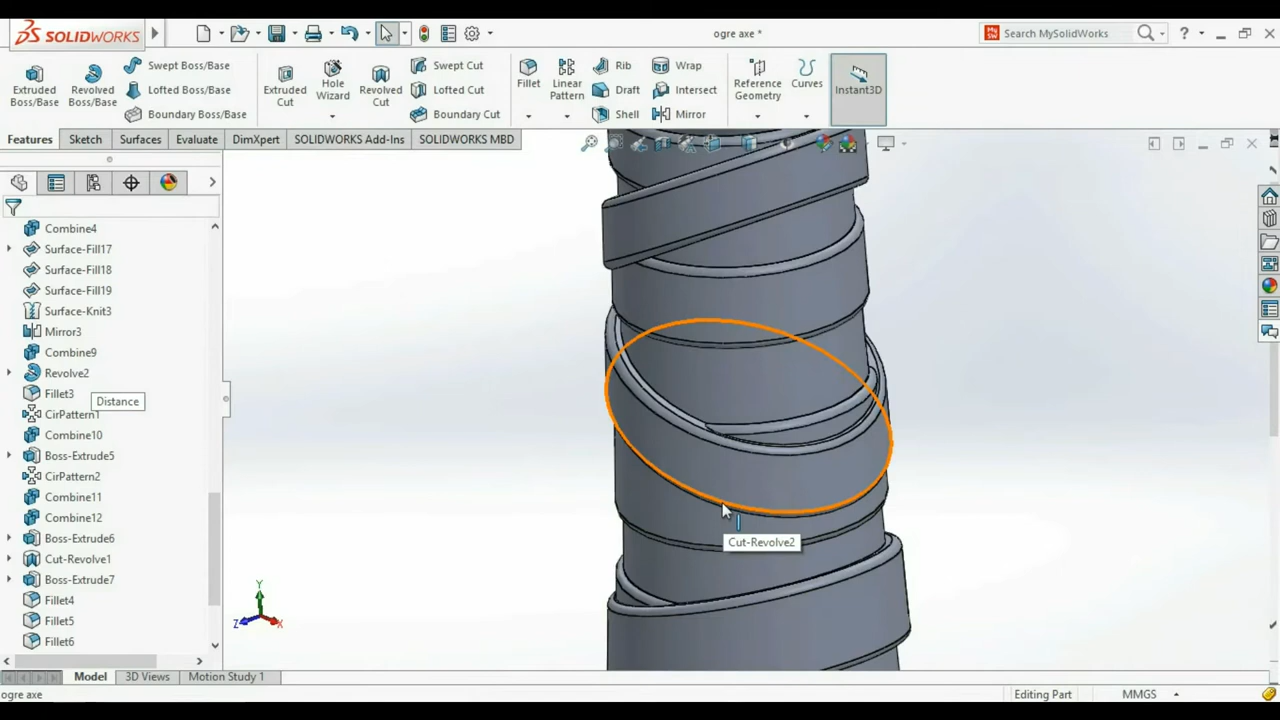 SOLIDWORKS
ogre axe *
Search MySolidWorks
?
Extruded Boss/Base
Revolved Boss/Base
Swept Boss/Base
Lofted Boss/Base
Boundary Boss/Base
Extruded Cut
Hole Wizard
Revolved Cut
Swept Cut
Lofted Cut
Boundary Cut
Fillet
Linear Pattern
Rib
Draft
Shell
Wrap
Intersect
Mirror
Reference Geometry
Curves
Instant3D
Features
Sketch
Surfaces
Evaluate
DimXpert
SOLIDWORKS Add-Ins
SOLIDWORKS MBD
Combine4
Surface-Fill17
Surface-Fill18
Surface-Fill19
Surface-Knit3
Mirror3
Combine9
Revolve2
Fillet3
Distance
CirPattern1
Combine10
Boss-Extrude5
CirPattern2
Combine11
Combine12
Boss-Extrude6
Cut-Revolve1
Boss-Extrude7
Fillet4
Fillet5
Fillet6
Cut-Revolve2
Y
Z
X
Model
3D Views
Motion Study 1
ogre axe
Editing Part
MMGS